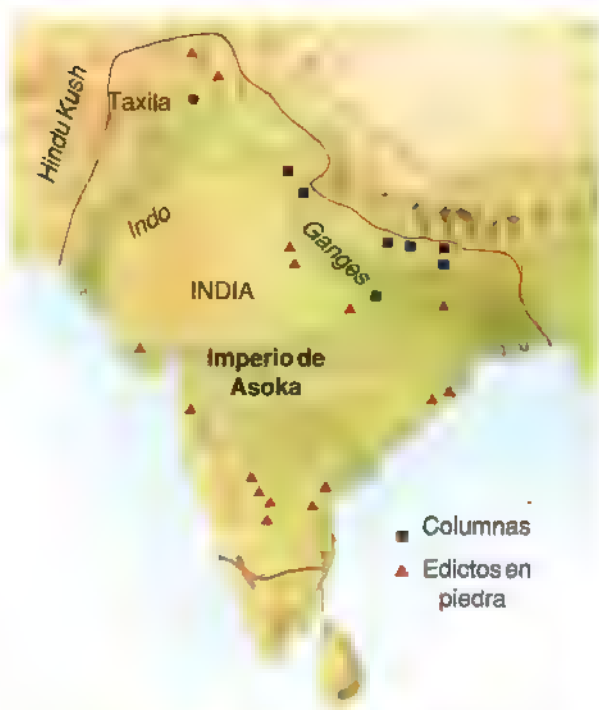 Hindu Kush
Taxila
Indo
Ganges
INDIA
Imperio de
Asoka
Columnas
Edictos en
piedra